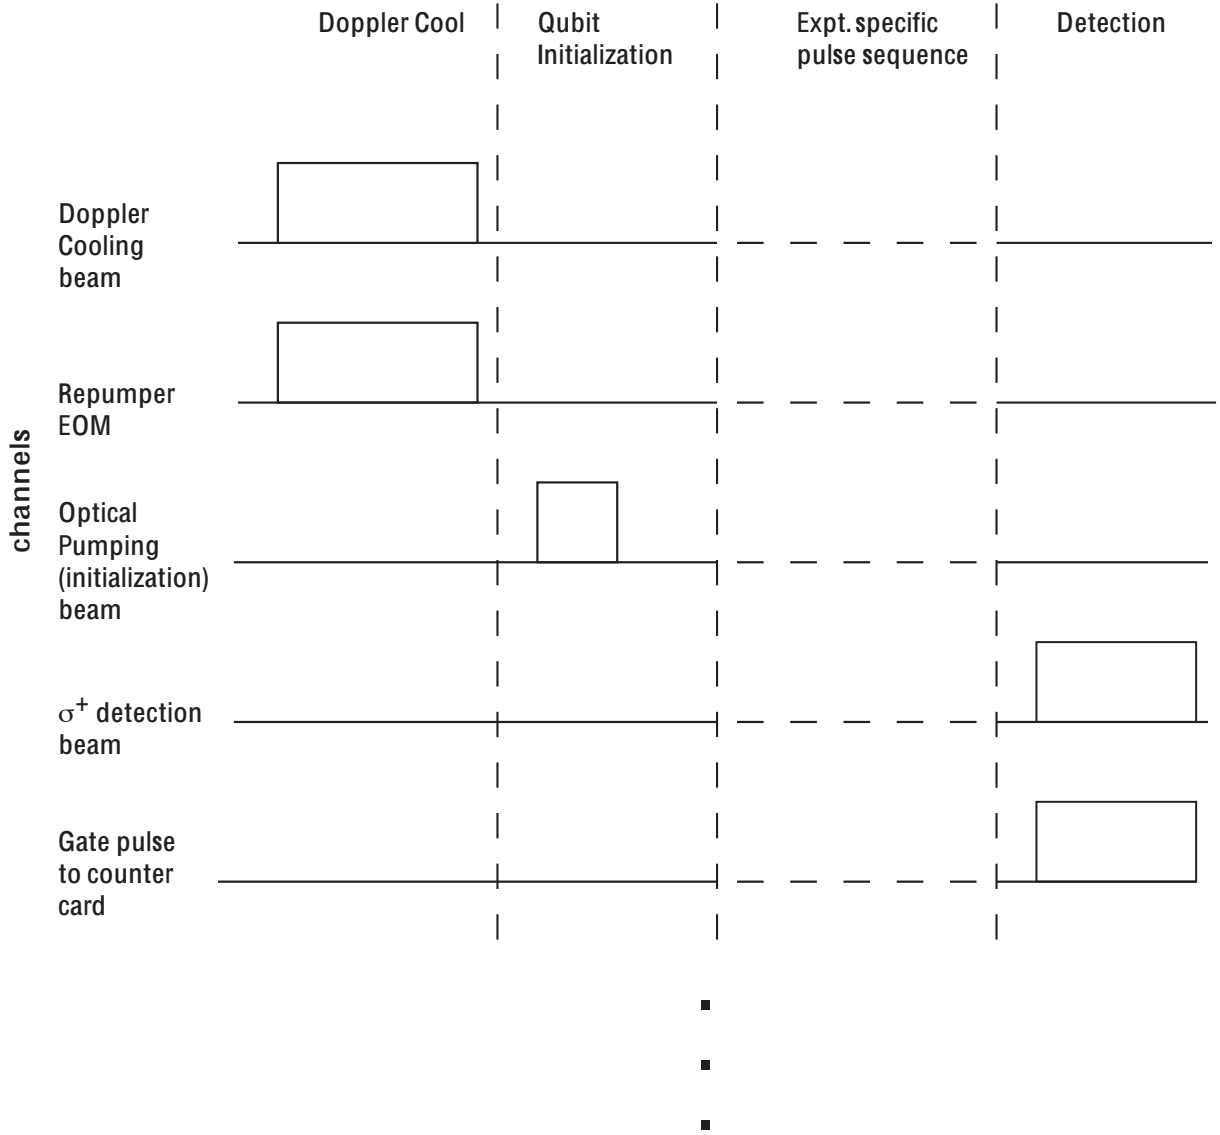 Doppler Cool
Qubit
Initialization
Expt. specific
pulse sequence
Detection
channels
Doppler
Cooling
beam
Repumper
EOM
Optical
Pumping
(initialization)
beam
σ⁺ detection
beam
Gate pulse
to counter
card